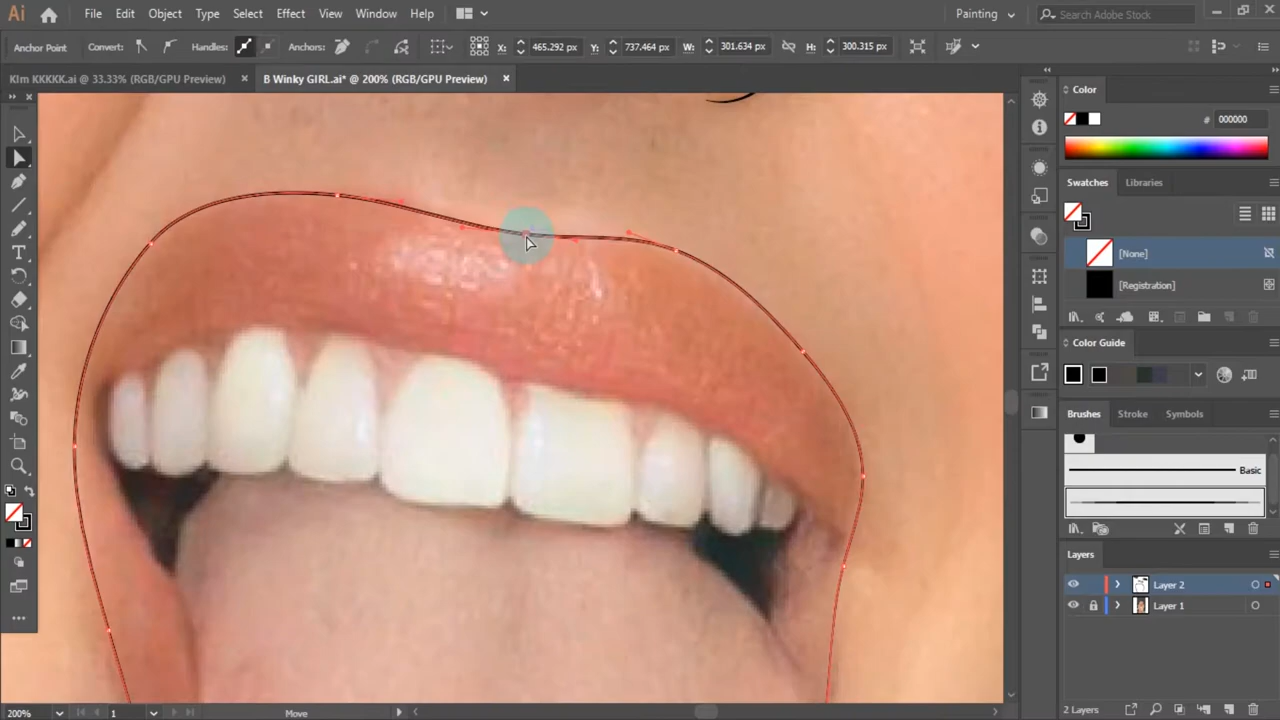 Ai File Edit Object Type Select Effect View Window Help Painting Search Adobe Stock
Anchor Point Convert: Handles: Anchors: X: 465.292 px Y: 737.464 px W: 301.634 px H: 300.315 px
KIm KKKKK.ai @ 33.33% (RGB/GPU Preview) × B Winky GIRL.ai* @ 200% (RGB/GPU Preview) ×
Color
# 000000
Swatches Libraries
[None]
[Registration]
Color Guide
Brushes Stroke Symbols
Basic
Layers
Layer 2
Layer 1
2 Layers
200% 1 Move